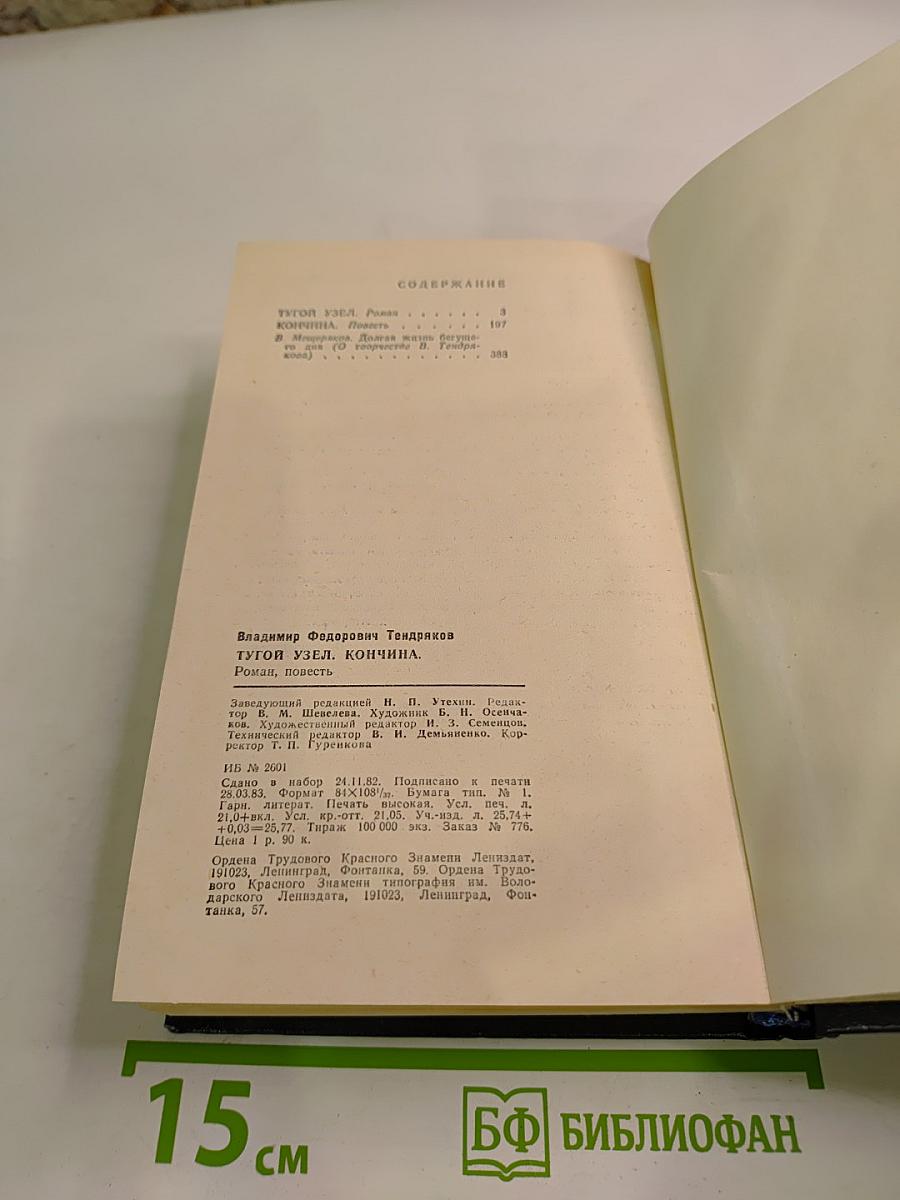 СОДЕРЖАНИЕ
ТУГОЙ УЗЕЛ. Роман . . . . . . 3
КОНЧИНА. Повесть . . . . . . 197
В. Мещеряков. Долгая жизнь бегуще-
го дня (О творчестве В. Тендря-
кова) . . . . . . . . . . . . 388
Владимир Федорович Тендряков
ТУГОЙ УЗЕЛ. КОНЧИНА.
Роман, повесть
Заведующий редакцией Н. П. Утехин. Редак-
тор В. М. Шевелева. Художник Б. Н. Осенча-
ков. Художественный редактор И. З. Семенцов.
Технический редактор В. И. Демьяненко. Кор-
ректор Т. П. Гуренкова
ИБ № 2601
Сдано в набор 24.11.82. Подписано к печати
28.03.83. Формат 84×108¹/₃₂. Бумага тип. № 1.
Гарн. литерат. Печать высокая. Усл. печ. л.
21,0+вкл. Усл. кр.-отт. 21,05. Уч.-изд. л. 25,74+
+0,03=25,77. Тираж 100 000 экз. Заказ № 776.
Цена 1 р. 90 к.
Ордена Трудового Красного Знамени Лениздат,
191023, Ленинград, Фонтанка, 59. Ордена Трудо-
вого Красного Знамени типография им. Воло-
дарского Лениздата, 191023, Ленинград, Фон-
танка, 57.
15 см
БФ БИБЛИОФАН